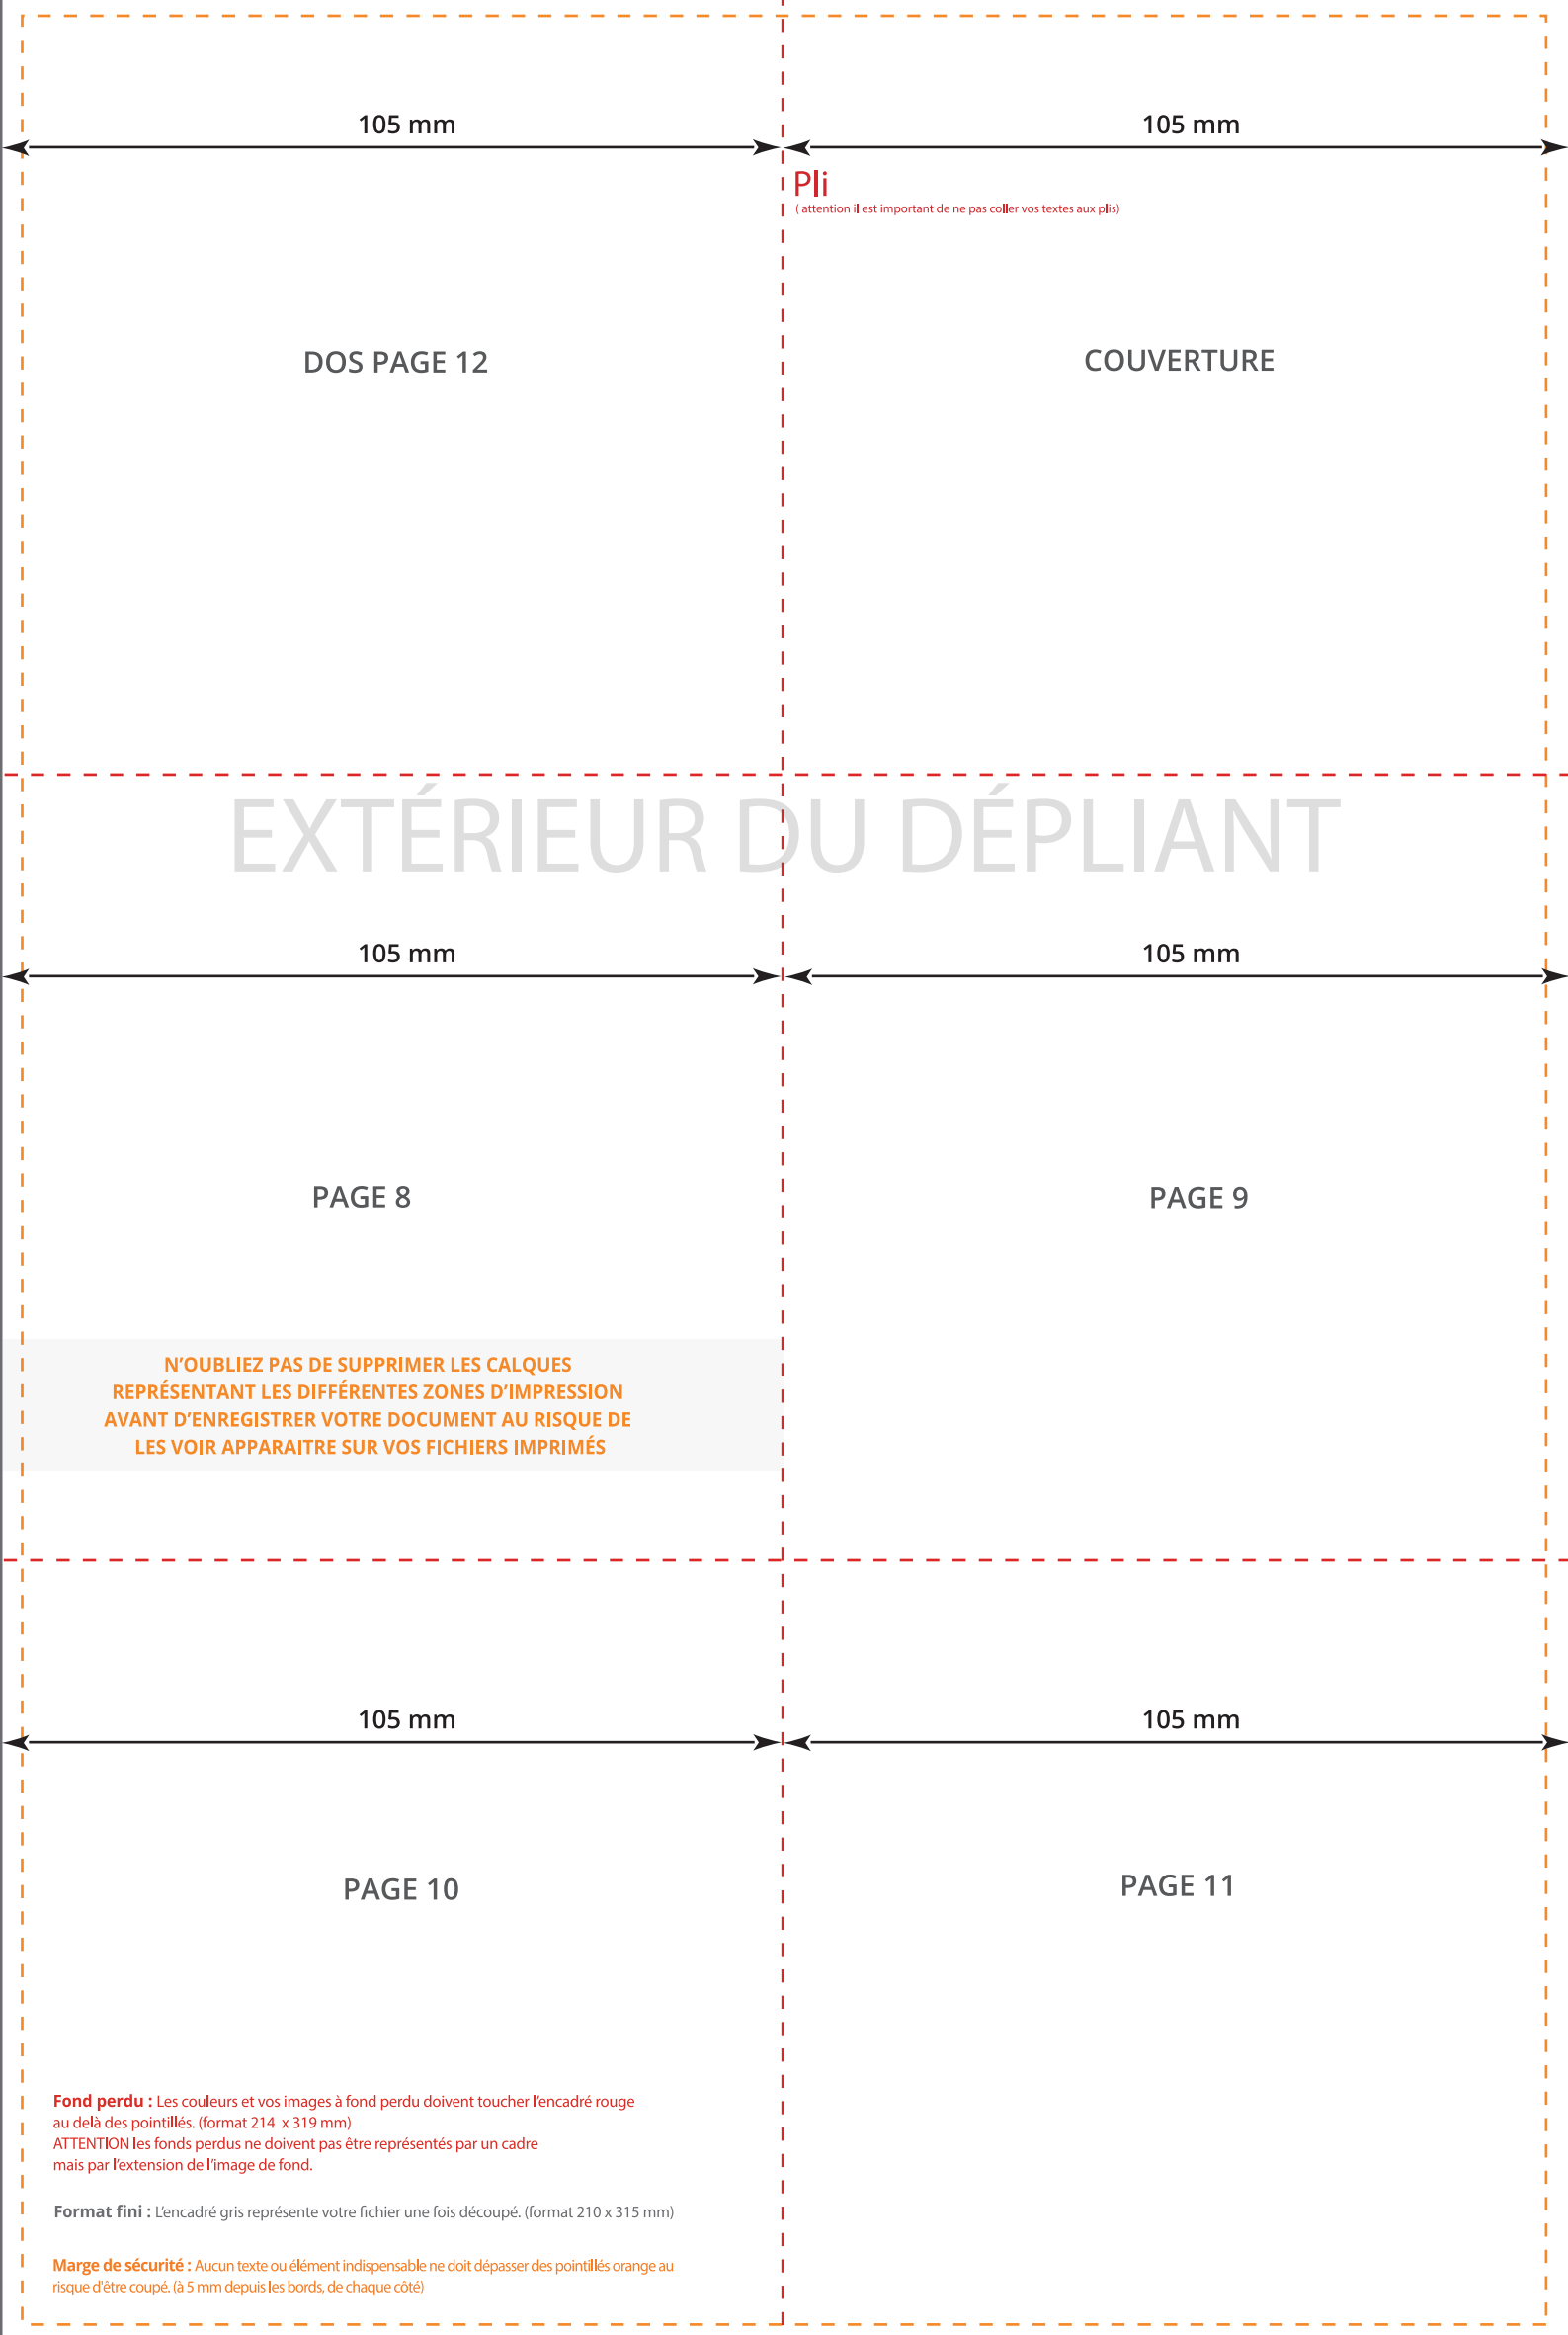 105 mm
105 mm
Pli
( attention il est important de ne pas coller vos textes aux plis)
DOS PAGE 12
COUVERTURE
EXTÉRIEUR DU DÉPLIANT
105 mm
105 mm
PAGE 8
PAGE 9
N’OUBLIEZ PAS DE SUPPRIMER LES CALQUES
REPRÉSENTANT LES DIFFÉRENTES ZONES D’IMPRESSION
AVANT D’ENREGISTRER VOTRE DOCUMENT AU RISQUE DE
LES VOIR APPARAITRE SUR VOS FICHIERS IMPRIMÉS
105 mm
105 mm
PAGE 10
PAGE 11
Fond perdu : Les couleurs et vos images à fond perdu doivent toucher l’encadré rouge
au delà des pointillés. (format 214 x 319 mm)
ATTENTION les fonds perdus ne doivent pas être représentés par un cadre
mais par l’extension de l’image de fond.
Format fini : L’encadré gris représente votre fichier une fois découpé. (format 210 x 315 mm)
Marge de sécurité : Aucun texte ou élément indispensable ne doit dépasser des pointillés orange au
risque d'être coupé. (à 5 mm depuis les bords, de chaque côté)